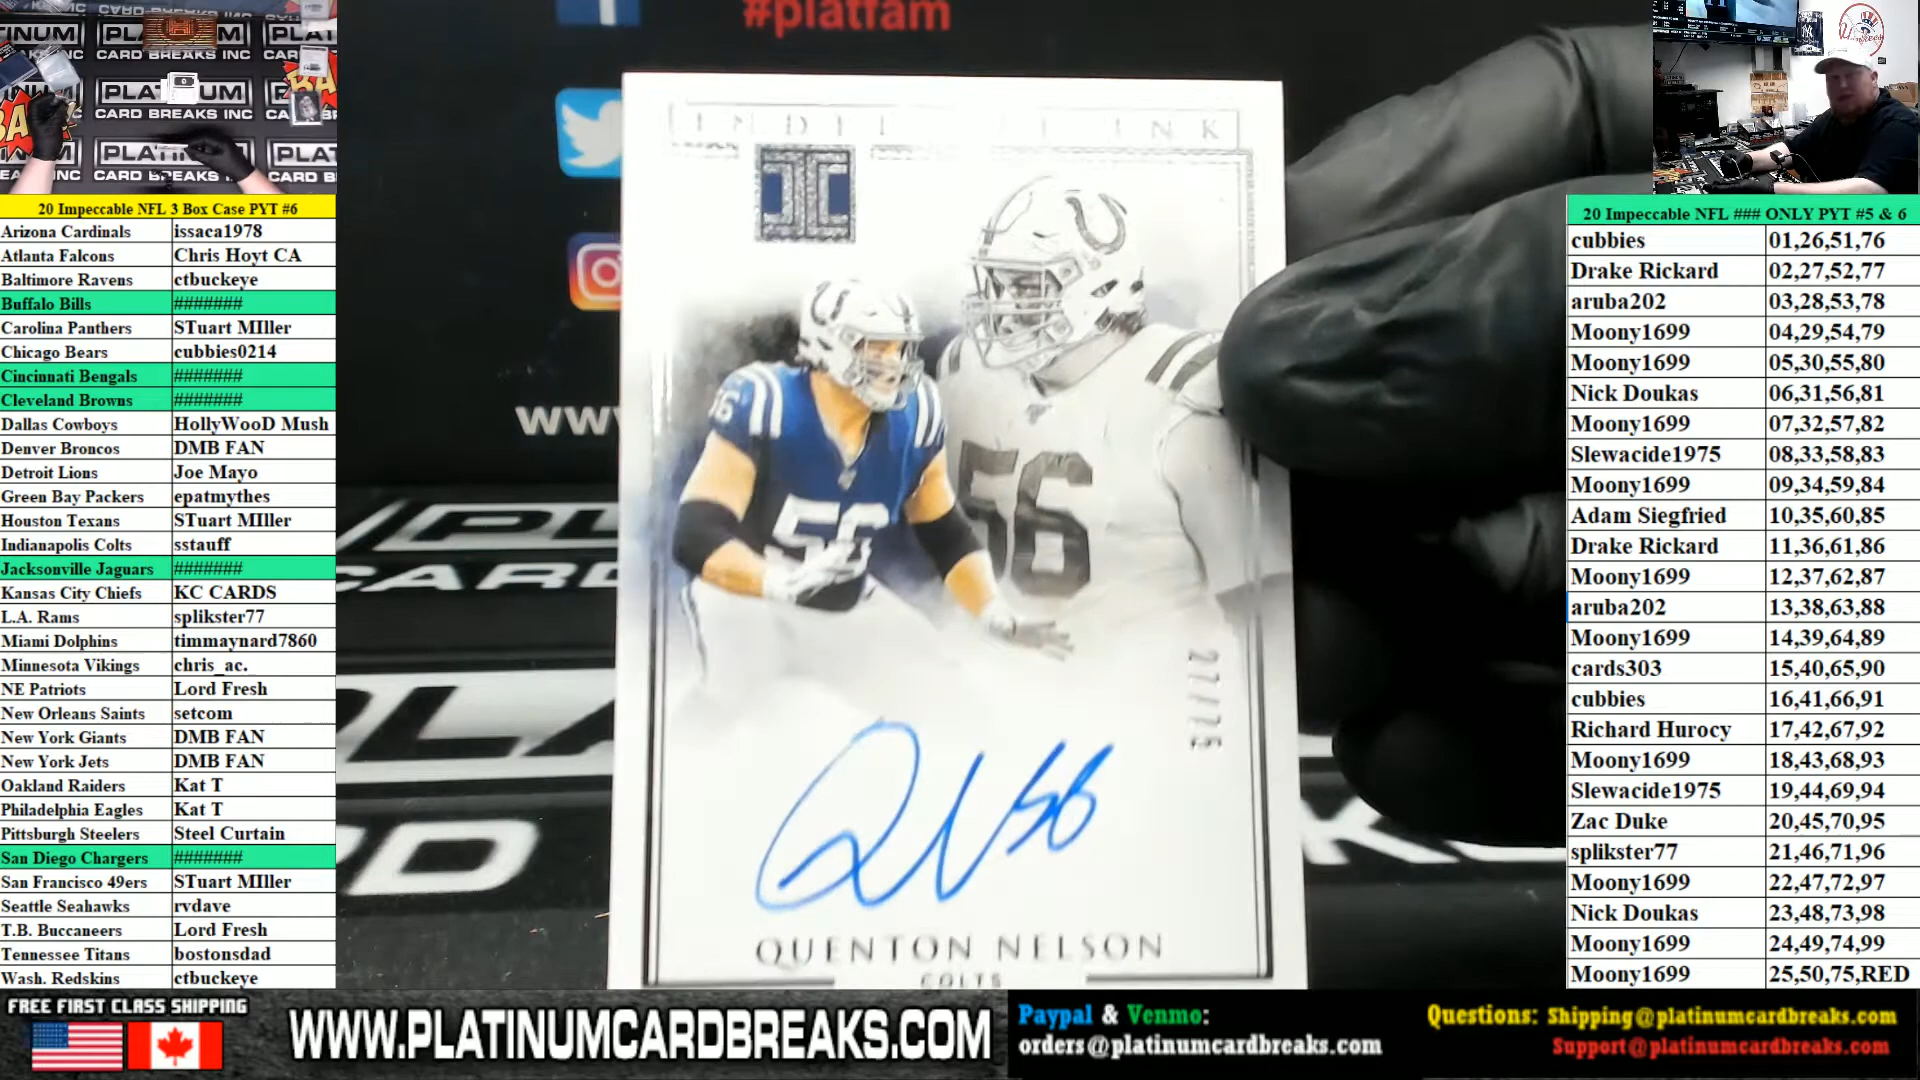 #platfam
INDELIBLE INK
56
56
56
27/75
QN56
QUENTON NELSON
COLTS
PLATINUM
CARD BREAKS INC
CARD BREAKS INC
PLATINUM
CARD BREAKS INC
PLAT
20 Impeccable NFL 3 Box Case PYT #6
Arizona Cardinals issaca1978
Atlanta Falcons Chris Hoyt CA
Baltimore Ravens ctbuckeye
Buffalo Bills #######
Carolina Panthers STuart MIller
Chicago Bears cubbies0214
Cincinnati Bengals #######
Cleveland Browns #######
Dallas Cowboys HollyWooD Mush
Denver Broncos DMB FAN
Detroit Lions Joe Mayo
Green Bay Packers epatmythes
Houston Texans STuart MIller
Indianapolis Colts sstauff
Jacksonville Jaguars #######
Kansas City Chiefs KC CARDS
L.A. Rams splikster77
Miami Dolphins timmaynard7860
Minnesota Vikings chris_ac.
NE Patriots Lord Fresh
New Orleans Saints setcom
New York Giants DMB FAN
New York Jets DMB FAN
Oakland Raiders Kat T
Philadelphia Eagles Kat T
Pittsburgh Steelers Steel Curtain
San Diego Chargers #######
San Francisco 49ers STuart MIller
Seattle Seahawks rvdave
T.B. Buccaneers Lord Fresh
Tennessee Titans bostonsdad
Wash. Redskins ctbuckeye
20 Impeccable NFL ### ONLY PYT #5 & 6
cubbies 01,26,51,76
Drake Rickard 02,27,52,77
aruba202 03,28,53,78
Moony1699 04,29,54,79
Moony1699 05,30,55,80
Nick Doukas 06,31,56,81
Moony1699 07,32,57,82
Slewacide1975 08,33,58,83
Moony1699 09,34,59,84
Adam Siegfried 10,35,60,85
Drake Rickard 11,36,61,86
Moony1699 12,37,62,87
aruba202 13,38,63,88
Moony1699 14,39,64,89
cards303 15,40,65,90
cubbies 16,41,66,91
Richard Hurocy 17,42,67,92
Moony1699 18,43,68,93
Slewacide1975 19,44,69,94
Zac Duke 20,45,70,95
splikster77 21,46,71,96
Moony1699 22,47,72,97
Nick Doukas 23,48,73,98
Moony1699 24,49,74,99
Moony1699 25,50,75,RED
FREE FIRST CLASS SHIPPING
WWW.PLATINUMCARDBREAKS.COM
Paypal & Venmo:
orders@platinumcardbreaks.com
Questions: Shipping@platinumcardbreaks.com
Support@platinumcardbreaks.com